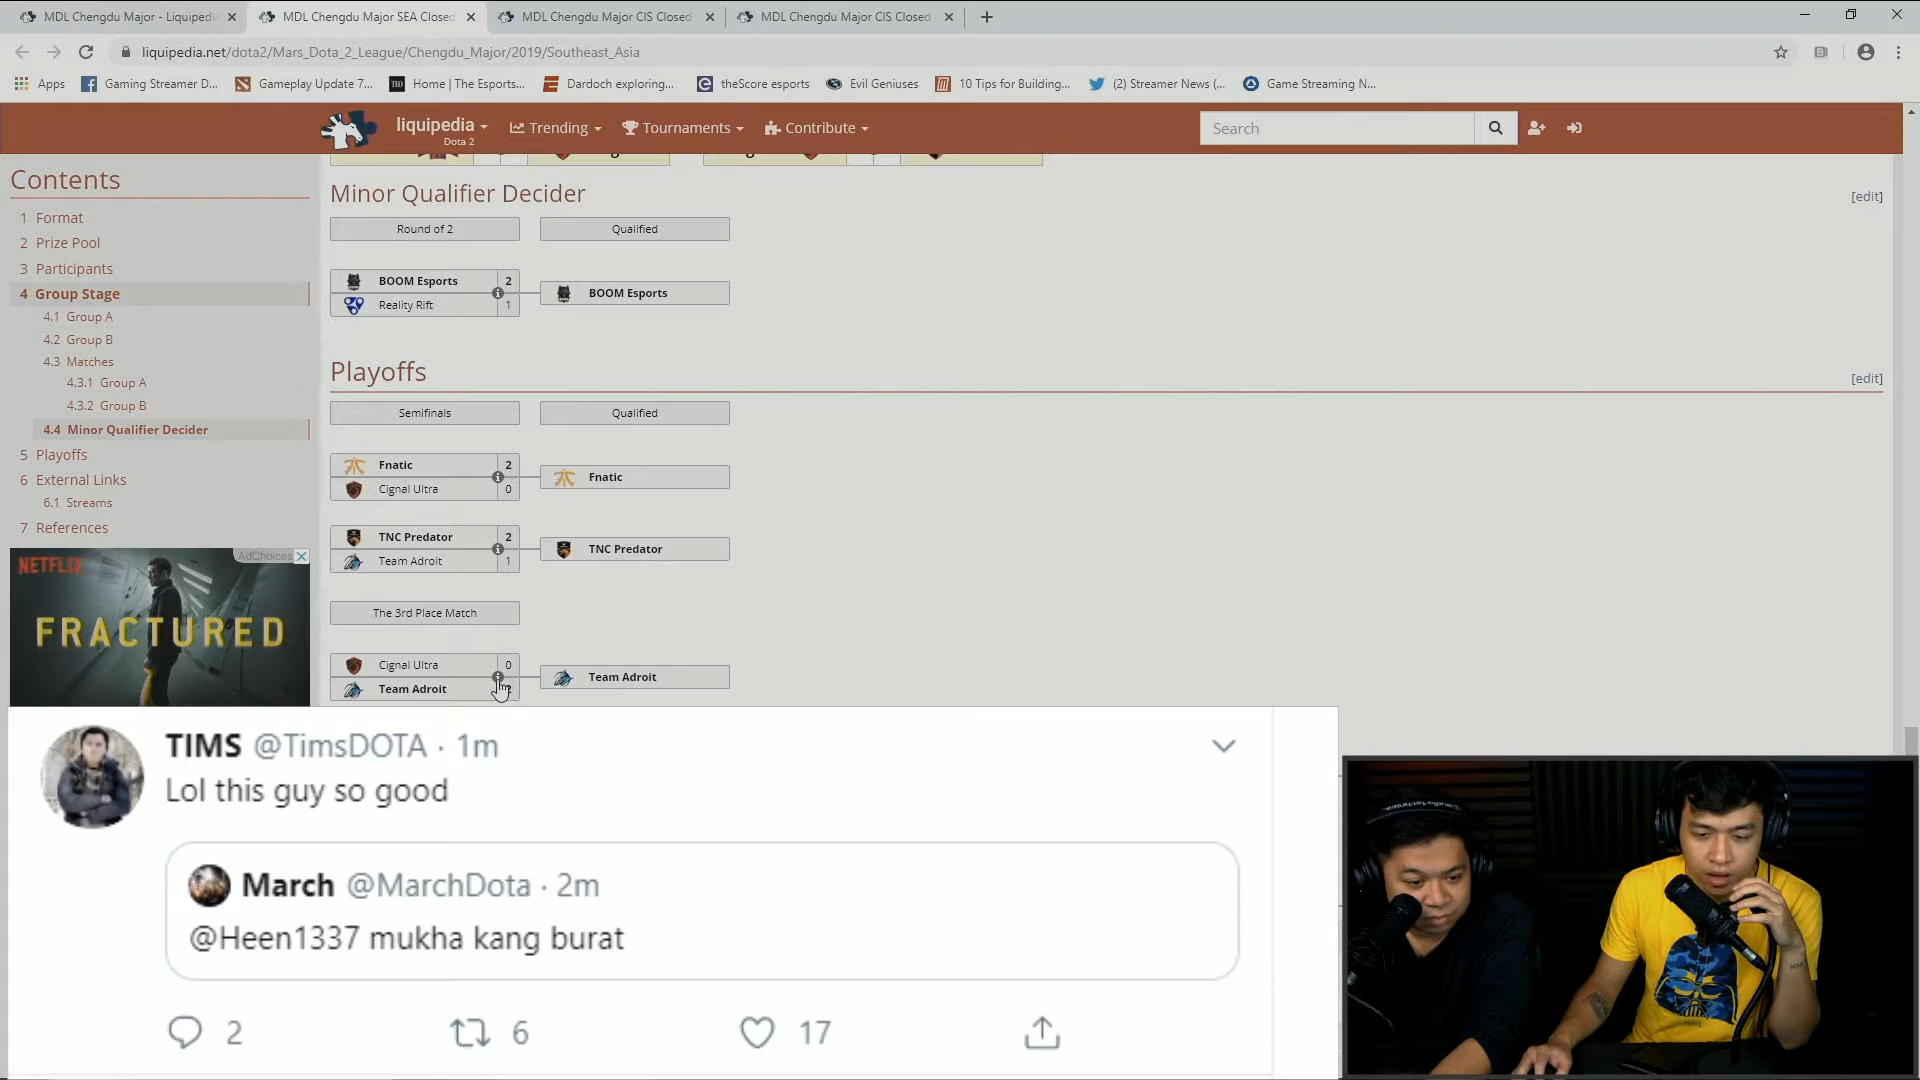 MDL Chengdu Major - Liquipedi
MDL Chengdu Major SEA Closed
MDL Chengdu Major CIS Closed
MDL Chengdu Major CIS Closed
liquipedia.net/dota2/Mars_Dota_2_League/Chengdu_Major/2019/Southeast_Asia
Apps
Gaming Streamer D...
Gameplay Update 7...
Home | The Esports...
Dardoch exploring...
theScore esports
Evil Geniuses
10 Tips for Building...
(2) Streamer News (...
Game Streaming N...
liquipedia
Dota 2
Trending
Tournaments
Contribute
Search
Contents
1 Format
2 Prize Pool
3 Participants
4 Group Stage
4.1 Group A
4.2 Group B
4.3 Matches
4.3.1 Group A
4.3.2 Group B
4.4 Minor Qualifier Decider
5 Playoffs
6 External Links
6.1 Streams
7 References
AdChoices
NETFLIX
FRACTURED
Minor Qualifier Decider
[edit]
Round of 2
Qualified
BOOM Esports 2
Reality Rift 1
BOOM Esports
Playoffs
[edit]
Semifinals
Qualified
Fnatic 2
Cignal Ultra 0
Fnatic
TNC Predator 2
Team Adroit 1
TNC Predator
The 3rd Place Match
Cignal Ultra 0
Team Adroit
Team Adroit
TIMS @TimsDOTA · 1m
Lol this guy so good
March @MarchDota · 2m
@Heen1337 mukha kang burat
2
6
17